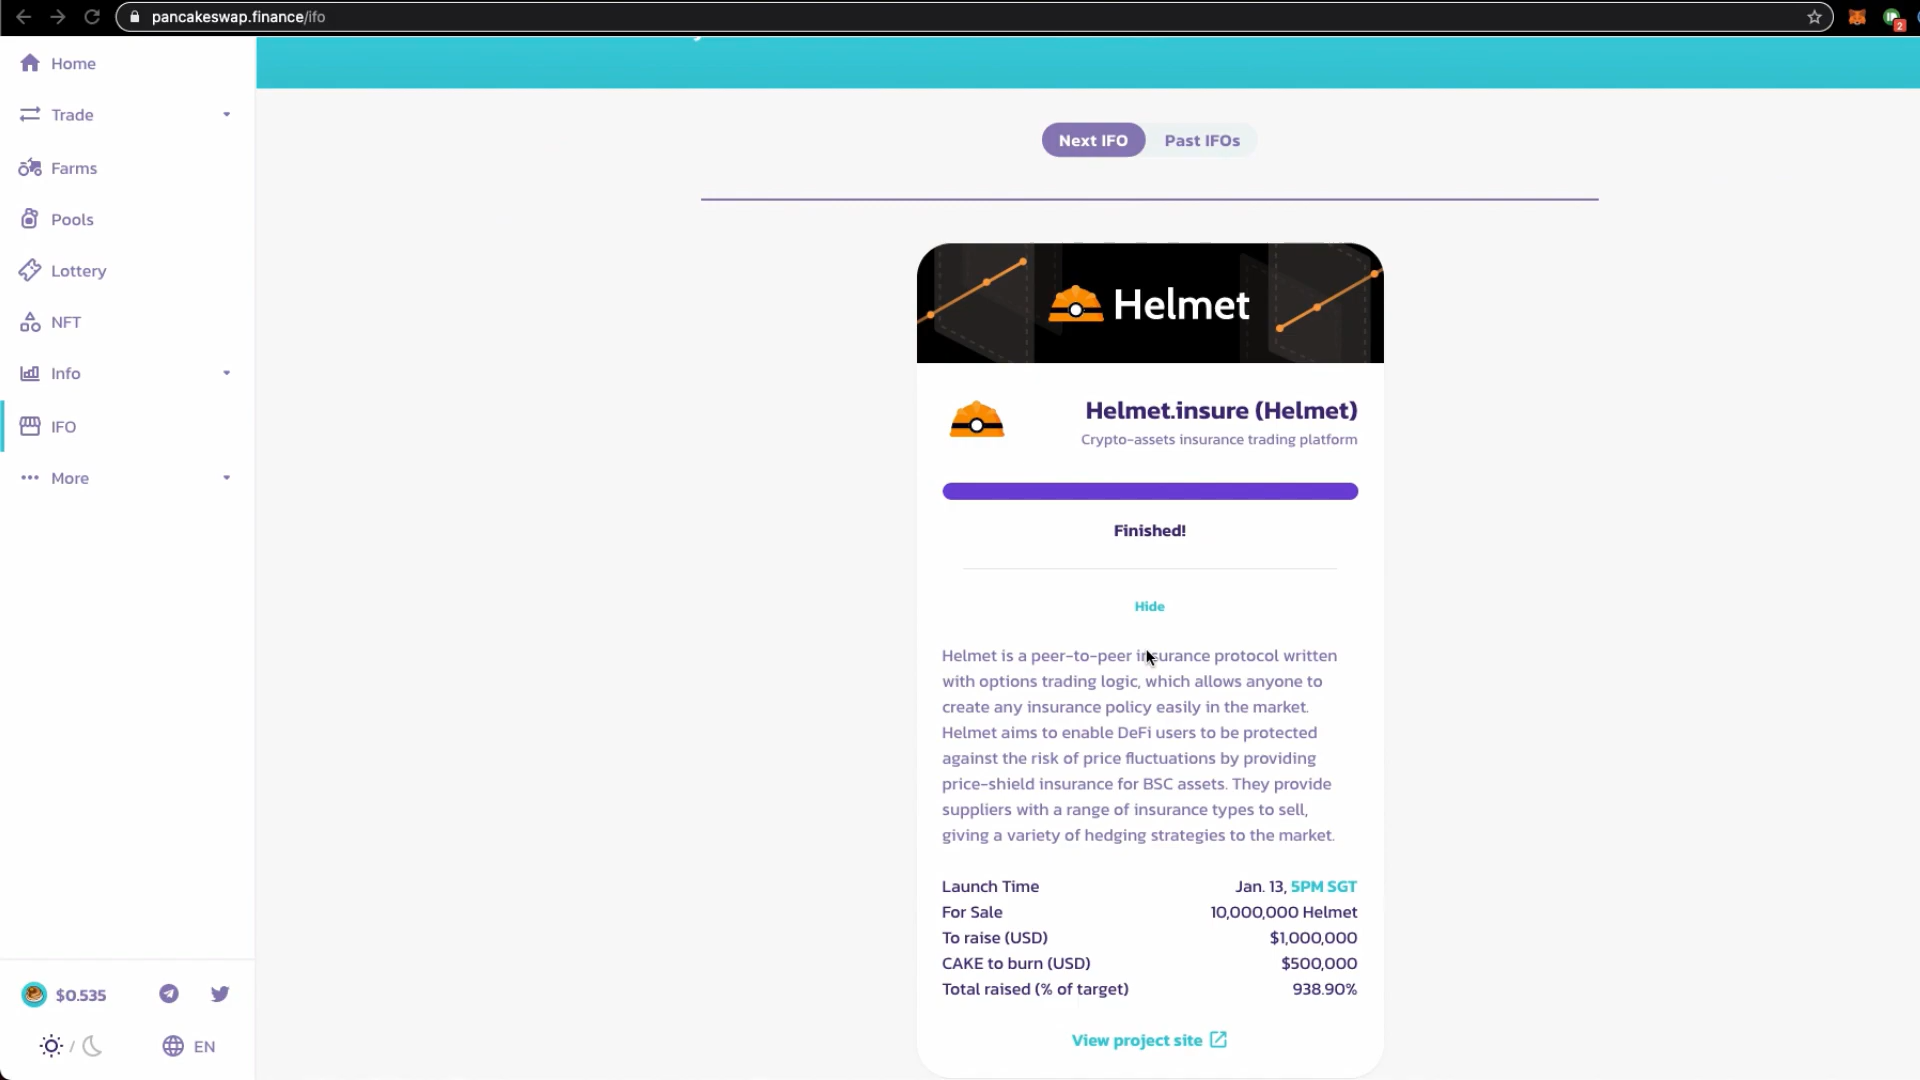 pancakeswap.finance/ifo
2
Home
Trade
Farms
Pools
Lottery
NFT
Info
IFO
More
$0.535
/
EN
Next IFO
Past IFOs
Helmet
Helmet.insure (Helmet)
Crypto-assets insurance trading platform
Finished!
Hide
Helmet is a peer-to-peer insurance protocol written
with options trading logic, which allows anyone to
create any insurance policy easily in the market.
Helmet aims to enable DeFi users to be protected
against the risk of price fluctuations by providing
price-shield insurance for BSC assets. They provide
suppliers with a range of insurance types to sell,
giving a variety of hedging strategies to the market.
Launch Time Jan. 13, 5PM SGT
For Sale 10,000,000 Helmet
To raise (USD) $1,000,000
CAKE to burn (USD) $500,000
Total raised (% of target) 938.90%
View project site